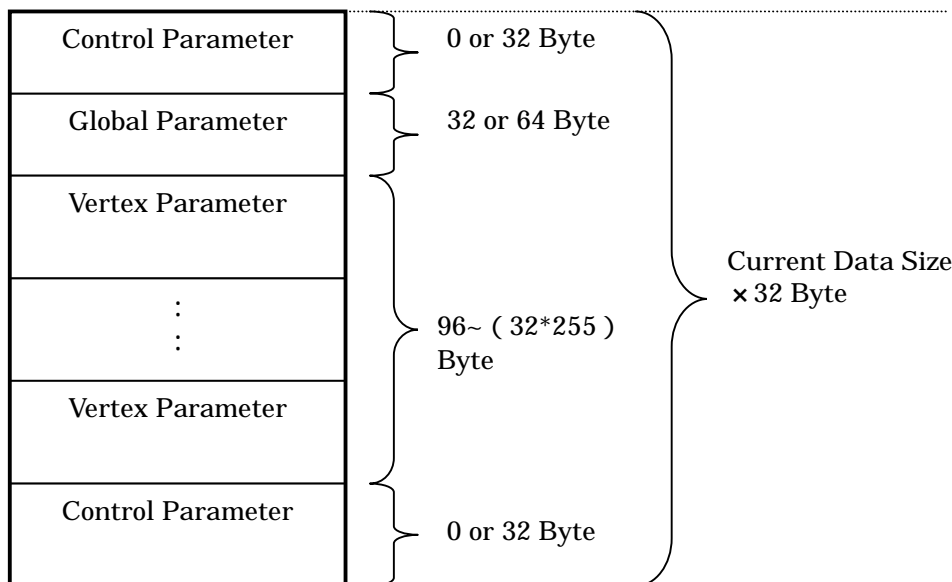 Control Parameter
0 or 32 Byte
Global Parameter
32 or 64 Byte
Vertex Parameter
:
:
96~ ( 32*255 )
Byte
Current Data Size
× 32 Byte
Vertex Parameter
Control Parameter
0 or 32 Byte